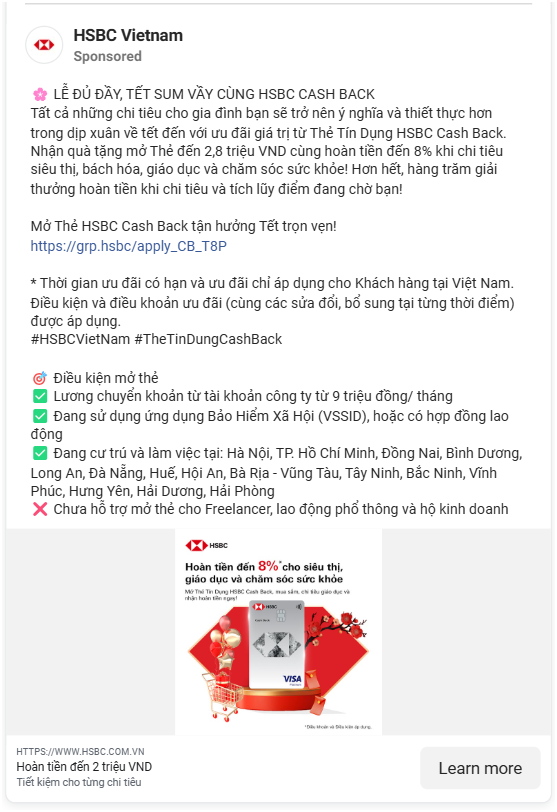 HSBC Vietnam
Sponsored
🌸 LỄ ĐỦ ĐẦY, TẾT SUM VẦY CÙNG HSBC CASH BACK
Tất cả những chi tiêu cho gia đình bạn sẽ trở nên ý nghĩa và thiết thực hơn
trong dịp xuân về tết đến với ưu đãi giá trị từ Thẻ Tín Dụng HSBC Cash Back.
Nhận quà tặng mở Thẻ đến 2,8 triệu VND cùng hoàn tiền đến 8% khi chi tiêu
siêu thị, bách hóa, giáo dục và chăm sóc sức khỏe! Hơn hết, hàng trăm giải
thưởng hoàn tiền khi chi tiêu và tích lũy điểm đang chờ bạn!
Mở Thẻ HSBC Cash Back tận hưởng Tết trọn vẹn!
https://grp.hsbc/apply_CB_T8P
* Thời gian ưu đãi có hạn và ưu đãi chỉ áp dụng cho Khách hàng tại Việt Nam.
Điều kiện và điều khoản ưu đãi (cùng các sửa đổi, bổ sung tại từng thời điểm)
được áp dụng.
#HSBCVietNam #TheTinDungCashBack
🎯 Điều kiện mở thẻ
✅ Lương chuyển khoản từ tài khoản công ty từ 9 triệu đồng/ tháng
✅ Đang sử dụng ứng dụng Bảo Hiểm Xã Hội (VSSID), hoặc có hợp đồng lao
động
✅ Đang cư trú và làm việc tại: Hà Nội, TP. Hồ Chí Minh, Đồng Nai, Bình Dương,
Long An, Đà Nẵng, Huế, Hội An, Bà Rịa - Vũng Tàu, Tây Ninh, Bắc Ninh, Vĩnh
Phúc, Hưng Yên, Hải Dương, Hải Phòng
❌ Chưa hỗ trợ mở thẻ cho Freelancer, lao động phổ thông và hộ kinh doanh
HSBC
Hoàn tiền đến 8%* cho siêu thị,
giáo dục và chăm sóc sức khỏe
Mở Thẻ Tín Dụng HSBC Cash Back, mua sắm, chi tiêu giáo dục và
nhận hoàn tiền ngay!
HSBC
Cash Back
VISA
Platinum
* Điều khoản và Điều kiện áp dụng.
HTTPS://WWW.HSBC.COM.VN
Hoàn tiền đến 2 triệu VND
Tiết kiệm cho từng chi tiêu
Learn more